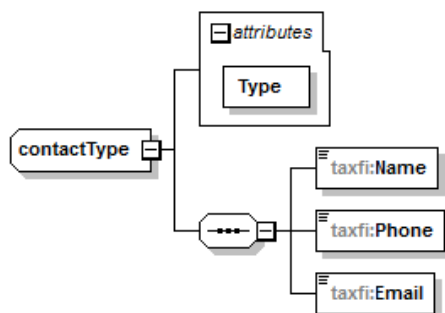 attributes
Type
contactType
taxfi:Name
taxfi:Phone
taxfi:Email